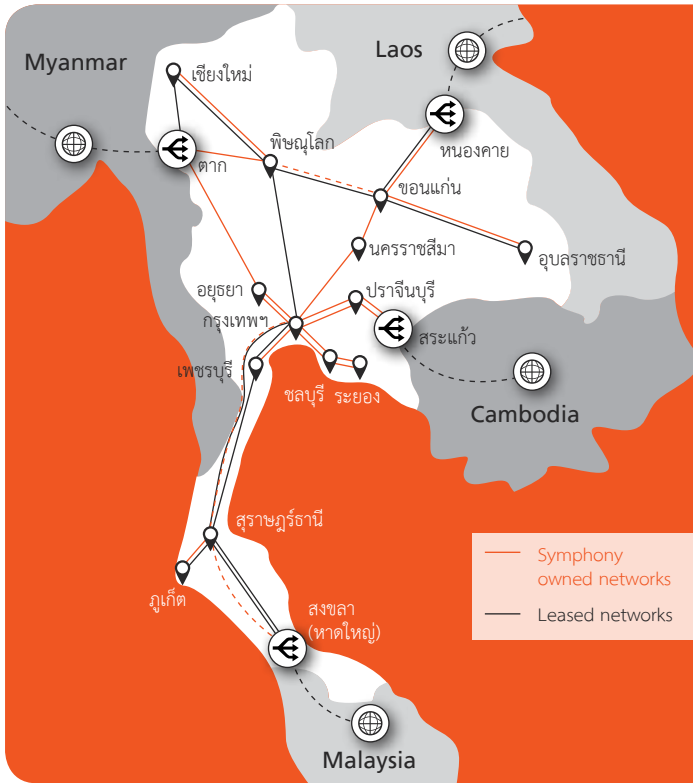 Laos
Myanmar
เชียงใหม่
พิษณุโลก
หนองคาย
ตาก
ขอนแก่น
นครราชสีมา
อุบลราชธานี
อยุธยา
ปราจีนบุรี
กรุงเทพฯ
สระแก้ว
เพชรบุรี
ชลบุรี
ระยอง
Cambodia
สุราษฎร์ธานี
Symphony
owned networks
Leased networks
ภูเก็ต
สงขลา
(หาดใหญ่)
Malaysia